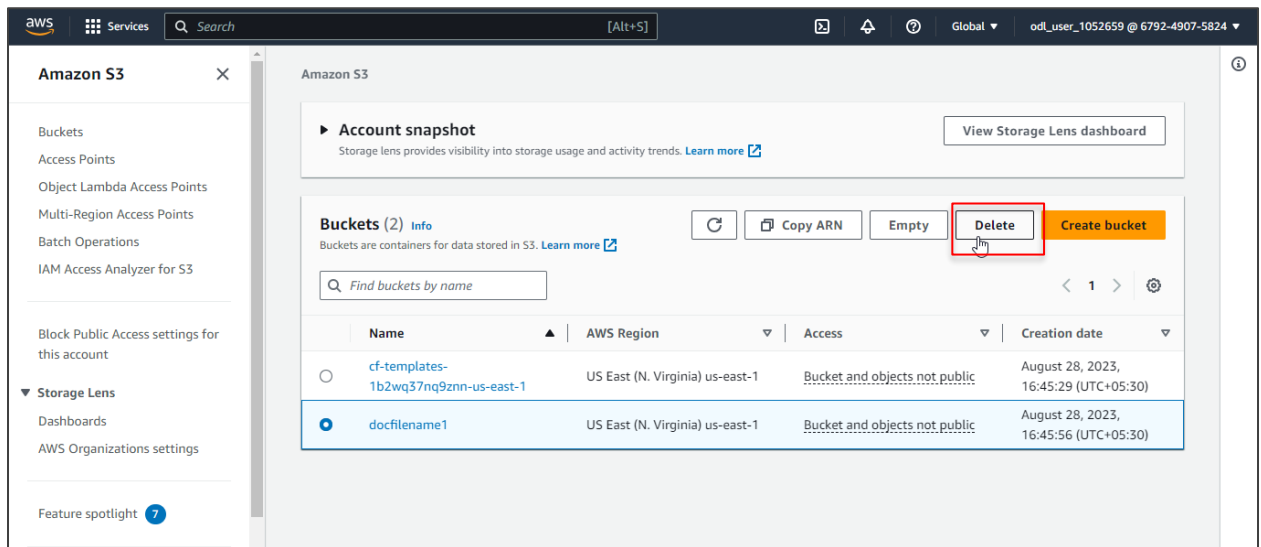 aws Services Search [Alt+S] Global ▼ odl_user_1052659 @ 6792-4907-5824 ▼
Amazon S3
Buckets
Access Points
Object Lambda Access Points
Multi-Region Access Points
Batch Operations
IAM Access Analyzer for S3
Block Public Access settings for
this account
▼ Storage Lens
Dashboards
AWS Organizations settings
Feature spotlight 7
Amazon S3
► Account snapshot
View Storage Lens dashboard
Storage lens provides visibility into storage usage and activity trends. Learn more
Buckets (2) Info
Copy ARN Empty Delete Create bucket
Buckets are containers for data stored in S3. Learn more
Find buckets by name
< 1 >
Name ▲ AWS Region ▽ Access ▽ Creation date ▽
cf-templates-
1b2wq37nq9znn-us-east-1
US East (N. Virginia) us-east-1
Bucket and objects not public
August 28, 2023,
16:45:29 (UTC+05:30)
docfilename1
US East (N. Virginia) us-east-1
Bucket and objects not public
August 28, 2023,
16:45:56 (UTC+05:30)